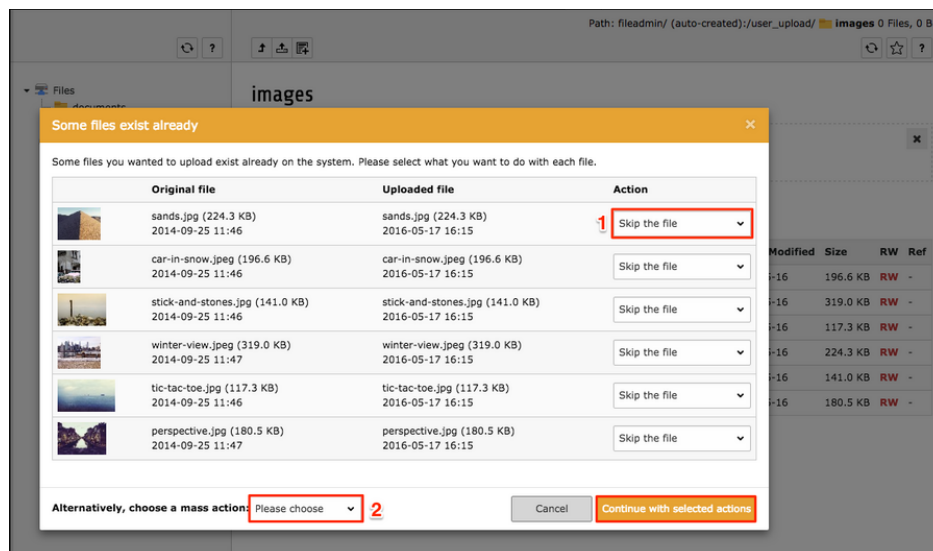 Path: fileadmin/ (auto-created):/user_upload/ images 0 Files, 0 B
?
?
Files
documents
images
Some files exist already
Some files you wanted to upload exist already on the system. Please select what you want to do with each file.
Original file Uploaded file Action
sands.jpg (224.3 KB) sands.jpg (224.3 KB)
2014-09-25 11:46 2016-05-17 16:15
1 Skip the file
car-in-snow.jpeg (196.6 KB) car-in-snow.jpeg (196.6 KB)
2014-09-25 11:46 2016-05-17 16:15
Skip the file
stick-and-stones.jpg (141.0 KB) stick-and-stones.jpg (141.0 KB)
2014-09-25 11:46 2016-05-17 16:15
Skip the file
winter-view.jpeg (319.0 KB) winter-view.jpeg (319.0 KB)
2014-09-25 11:47 2016-05-17 16:15
Skip the file
tic-tac-toe.jpg (117.3 KB) tic-tac-toe.jpg (117.3 KB)
2014-09-25 11:46 2016-05-17 16:15
Skip the file
perspective.jpg (180.5 KB) perspective.jpg (180.5 KB)
2014-09-25 11:47 2016-05-17 16:15
Skip the file
Alternatively, choose a mass action: Please choose 2 Cancel Continue with selected actions
Modified Size RW Ref
-16 196.6 KB RW -
-16 319.0 KB RW -
-16 117.3 KB RW -
-16 224.3 KB RW -
-16 141.0 KB RW -
-16 180.5 KB RW -